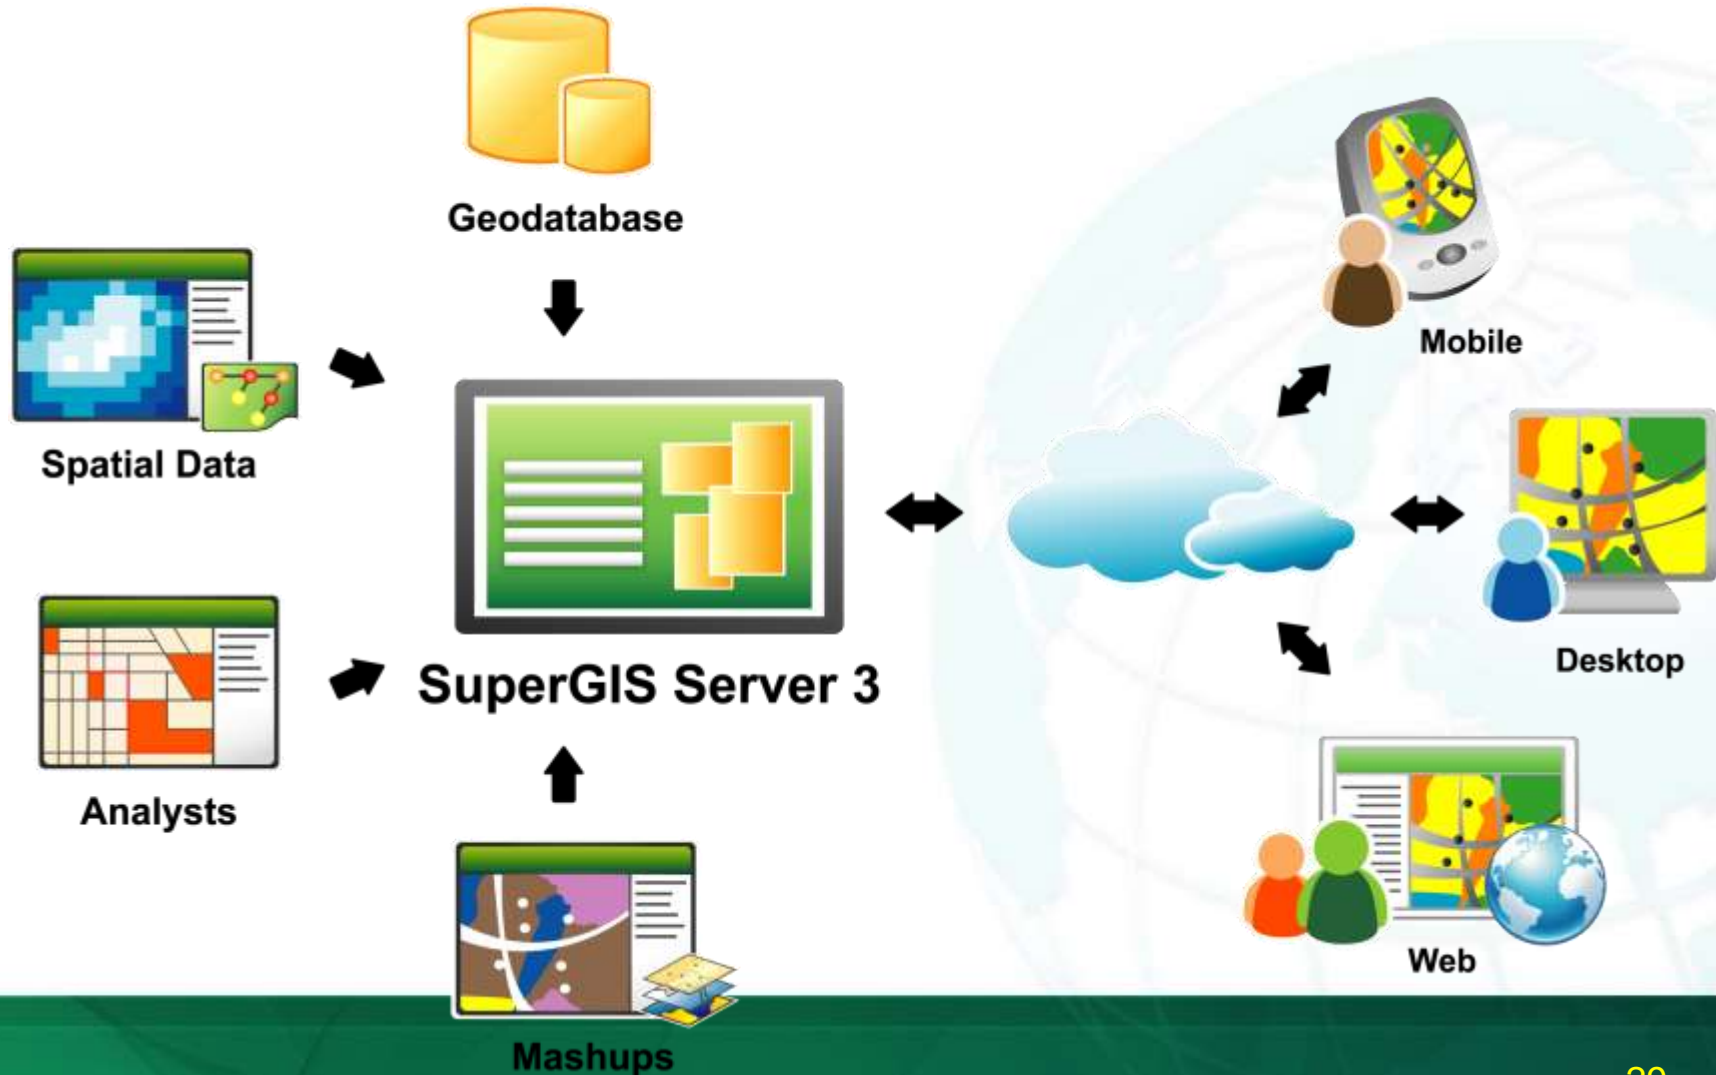 Geodatabase
Spatial Data
Mobile
SuperGIS Server 3
Desktop
Analysts
Web
Mashups